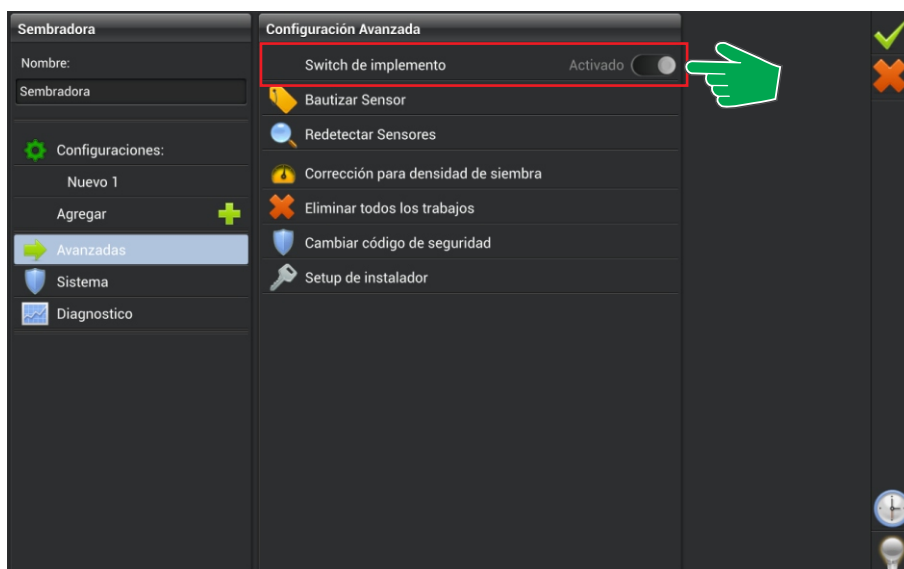 Sembradora
Nombre:
Sembradora
Configuraciones:
Nuevo 1
Agregar
Avanzadas
Sistema
Diagnostico
Configuración Avanzada
Switch de implemento Activado
Bautizar Sensor
Redetectar Sensores
Corrección para densidad de siembra
Eliminar todos los trabajos
Cambiar código de seguridad
Setup de instalador